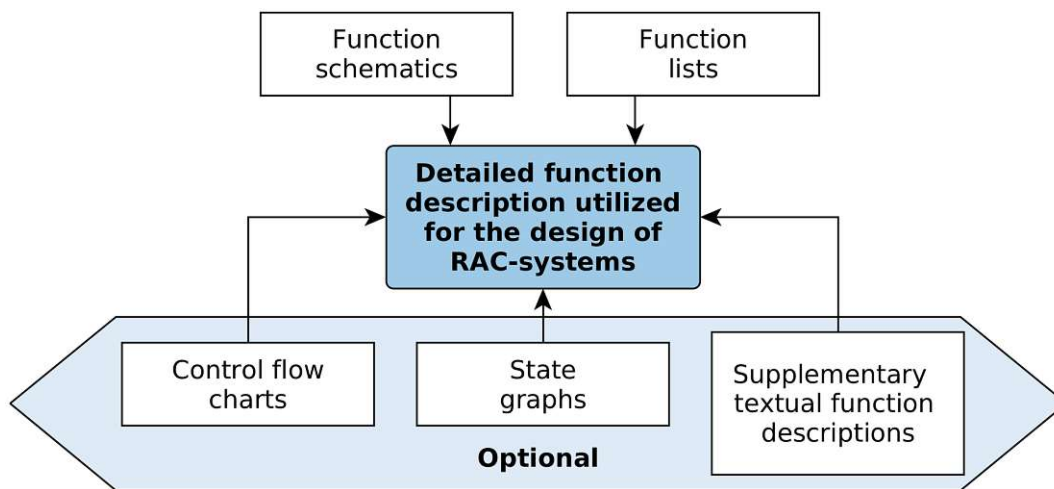 Function
schematics
Function
lists
Detailed function
description utilized
for the design of
RAC-systems
Control flow
charts
State
graphs
Supplementary
textual function
descriptions
Optional